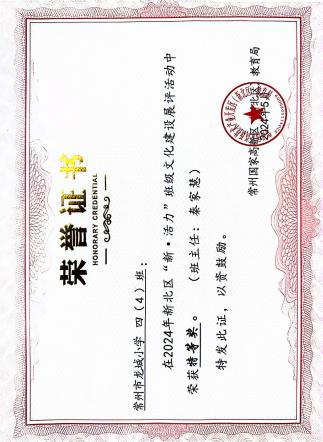 荣誉证书
HONORARY CREDENTIAL
常州市龙城小学 四（4）班：
在2024年新北区“新·活力”班级文化建设展评活动中
荣获特等奖。（班主任：秦家慧）
特发此证，以资鼓励。
常州国家高新区（新北区）教育局
2024年5月